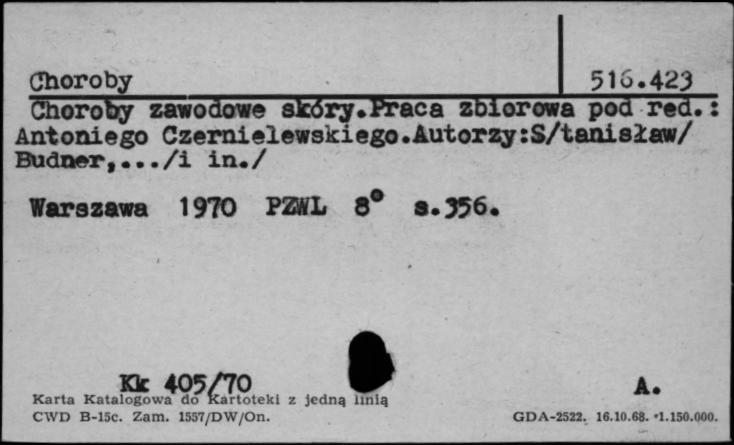 Choroby 516.423
Choroby zawodowe skóry.Praca zbiorowa pod red.:
Antoniego Czernielewskiego.Autorzy:S/tanisław/
Budner,.../i in./
Warszawa 1970 PZWL 8° s.356.
Kk 405/70 A.
Karta Katalogowa do Kartoteki z jedną linią
CWD B-15c. Zam. 1557/DW/On. GDA-2522. 16.10.68. *1.150.000.